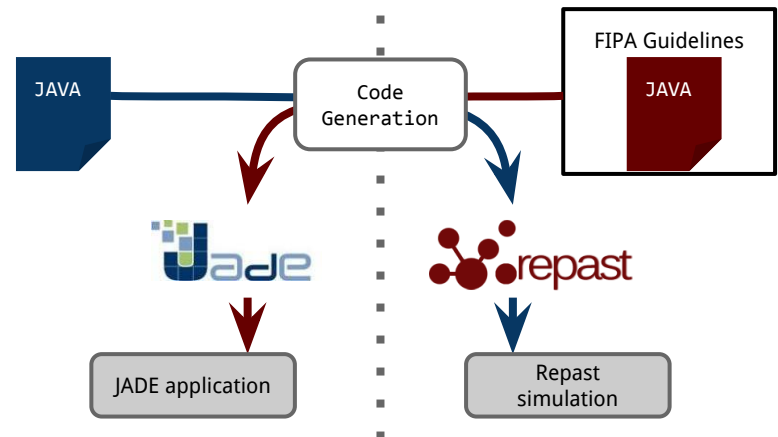 FIPA Guidelines
JAVA
Code
Generation
JAVA
Jade
repast
JADE application
Repast
simulation